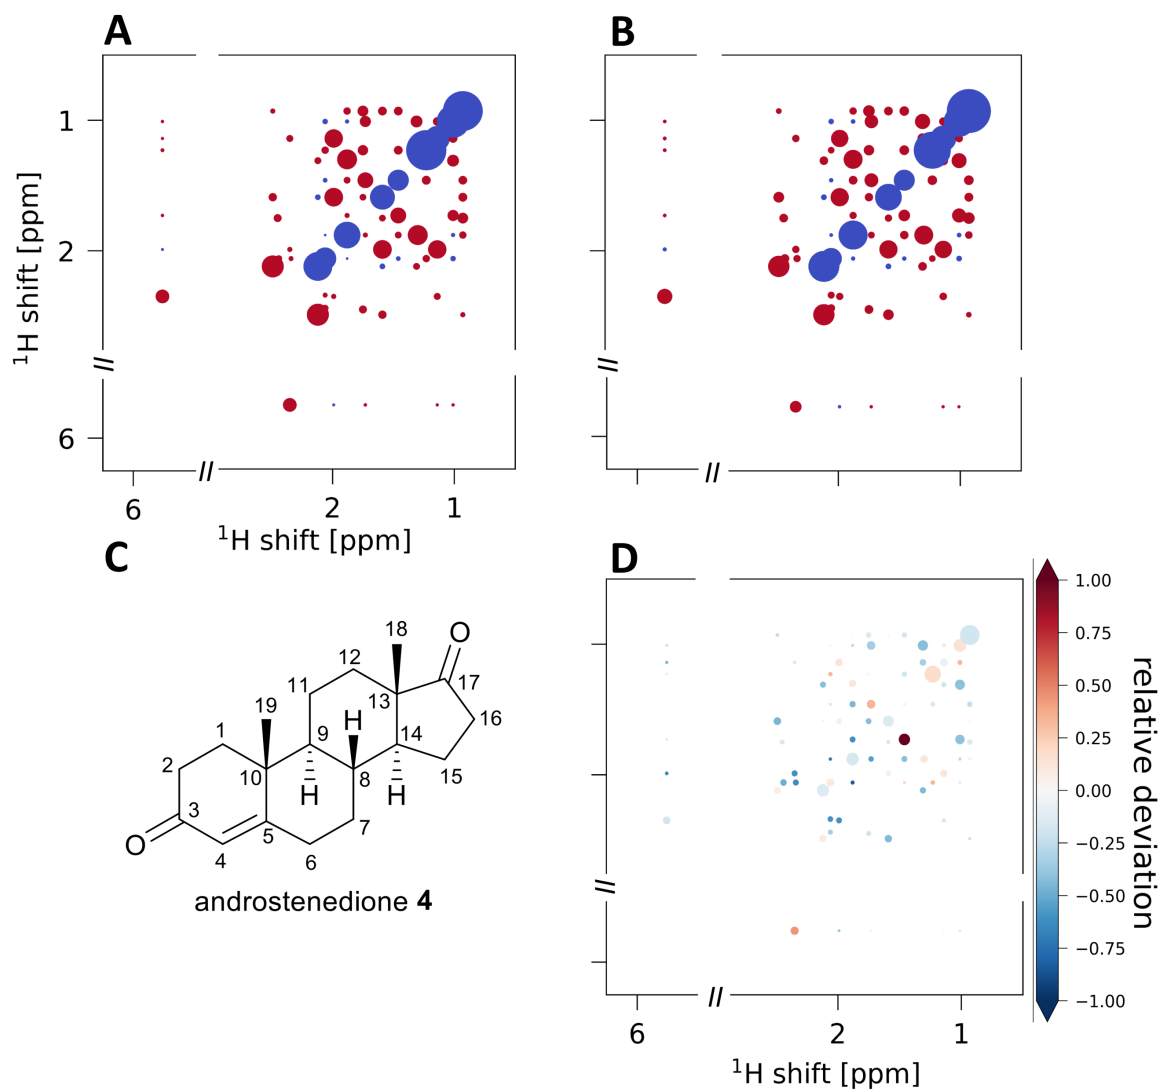 A
B
1
2
6
¹H shift [ppm]
6
2
1
¹H shift [ppm]
C
D
18
O
12
11
17
19
13
H
16
1
9
14
2
10
8
15
H
H
3
5
7
O
4
6
androstenedione 4
1.00
0.75
0.50
0.25
0.00
−0.25
−0.50
−0.75
−1.00
relative deviation
6
2
1
¹H shift [ppm]